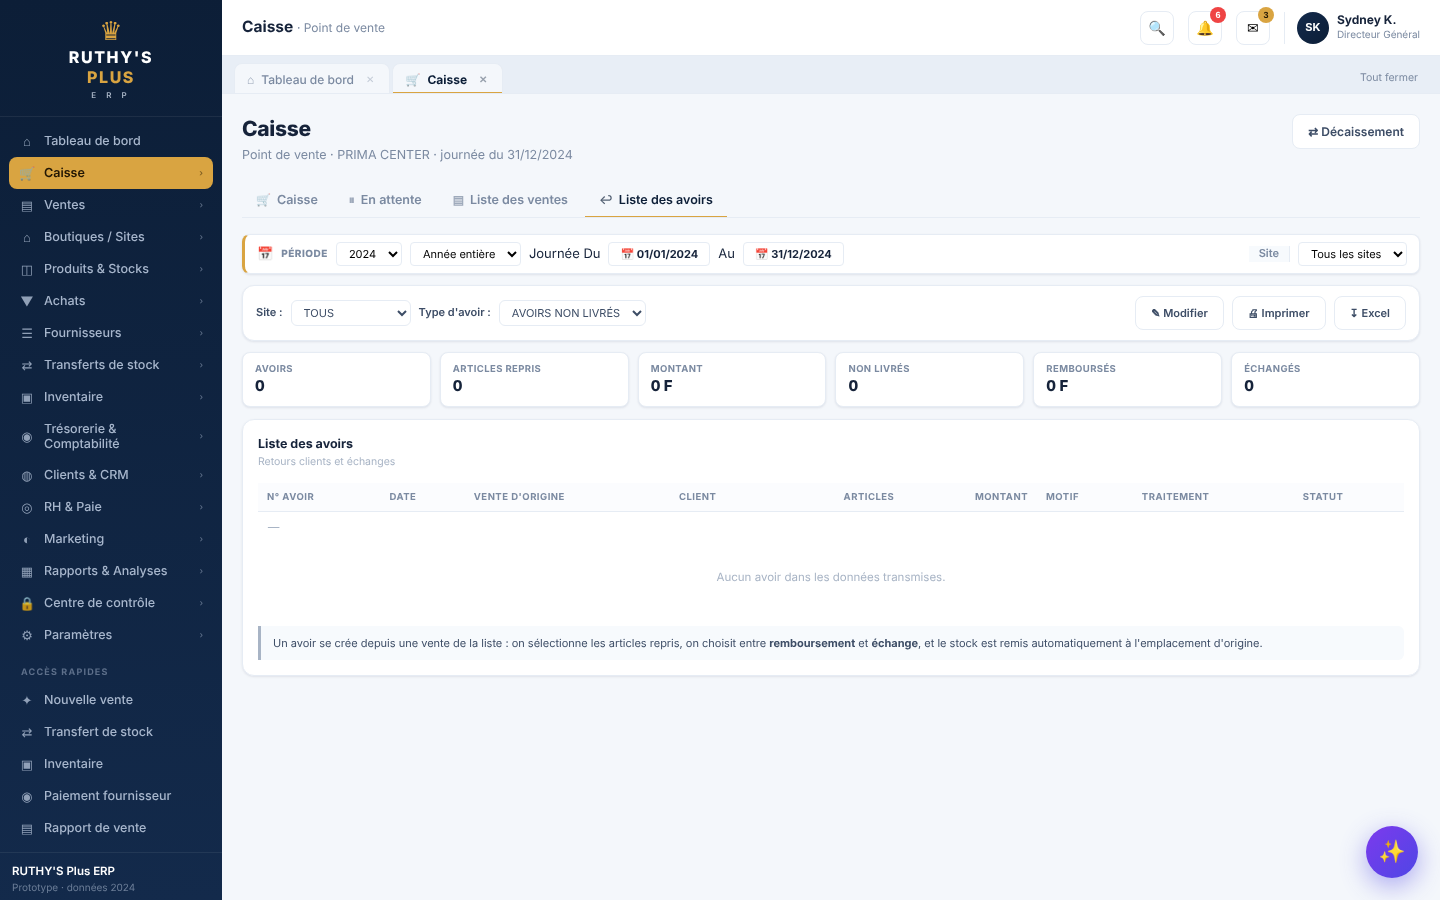 RUTHY'S
PLUS
ERP
Tableau de bord
Caisse
Ventes
Boutiques / Sites
Produits & Stocks
Achats
Fournisseurs
Transferts de stock
Inventaire
Trésorerie &
Comptabilité
Clients & CRM
RH & Paie
Marketing
Rapports & Analyses
Centre de contrôle
Paramètres
ACCÈS RAPIDES
Nouvelle vente
Transfert de stock
Inventaire
Paiement fournisseur
Rapport de vente
RUTHY'S Plus ERP
Prototype · données 2024
Caisse · Point de vente
6
3
SK
Sydney K.
Directeur Général
Tableau de bord ×
Caisse ×
Tout fermer
Caisse
Point de vente · PRIMA CENTER · journée du 31/12/2024
⇄ Décaissement
Caisse
En attente
Liste des ventes
Liste des avoirs
PÉRIODE 2024 Année entière Journée Du 01/01/2024 Au 31/12/2024 Site Tous les sites
Site : TOUS Type d'avoir : AVOIRS NON LIVRÉS Modifier Imprimer Excel
AVOIRS
0
ARTICLES REPRIS
0
MONTANT
0 F
NON LIVRÉS
0
REMBOURSÉS
0 F
ÉCHANGÉS
0
Liste des avoirs
Retours clients et échanges
N° AVOIR DATE VENTE D'ORIGINE CLIENT ARTICLES MONTANT MOTIF TRAITEMENT STATUT
—
Aucun avoir dans les données transmises.
Un avoir se crée depuis une vente de la liste : on sélectionne les articles repris, on choisit entre remboursement et échange, et le stock est remis automatiquement à l'emplacement d'origine.